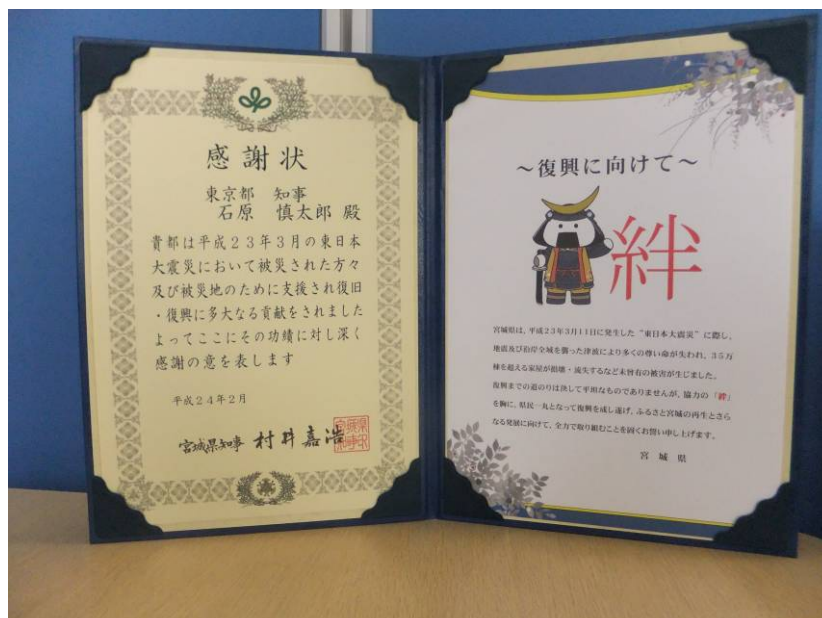 感謝状
東京都　知事
石原　慎太郎 殿
貴都は平成２３年３月の東日本
大震災において被災された方々
及び被災地のために支援され復旧
・復興に多大なる貢献をされました
よってここにその功績に対し深く
感謝の意を表します
平成２４年２月
宮城県知事　村井嘉浩
～復興に向けて～
絆
宮城県は、平成23年3月11日に発生した“東日本大震災”に際し、
地震及び沿岸全域を襲った津波により多くの尊い命が失われ、35万
棟を超える家屋が損壊・流失するなど未曾有の被害が生じました。
復興までの道のりは決して平坦なものでありませんが、協力の「絆」
を胸に、県民一丸となって復興を成し遂げ、ふるさと宮城の再生とさら
なる発展に向けて、全力で取り組むことを固くお誓い申し上げます。
宮　城　県